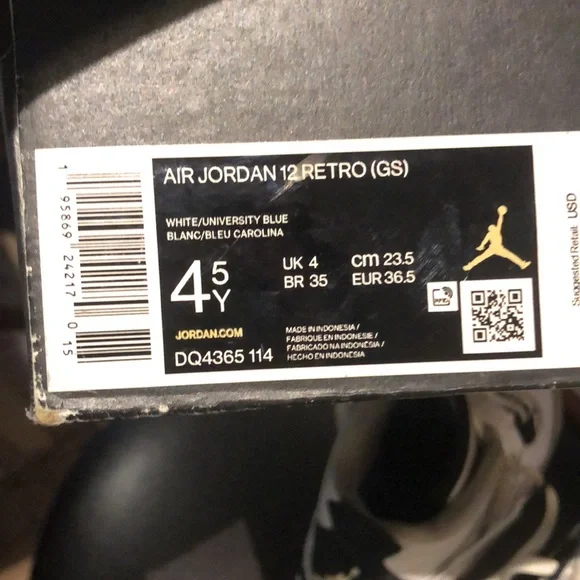 AIR JORDAN 12 RETRO (GS)
WHITE/UNIVERSITY BLUE
BLANC/BLEU CAROLINA
4 5Y
UK 4 cm 23.5
BR 35 EUR 36.5
JORDAN.COM
DQ4365 114
MADE IN INDONESIA/
FABRIQUE EN INDONESIE/
FABRICADO NA INDONÉSIA/
HECHO EN INDONESIA
1 95869 24217 0 15
Suggested Retail: USD